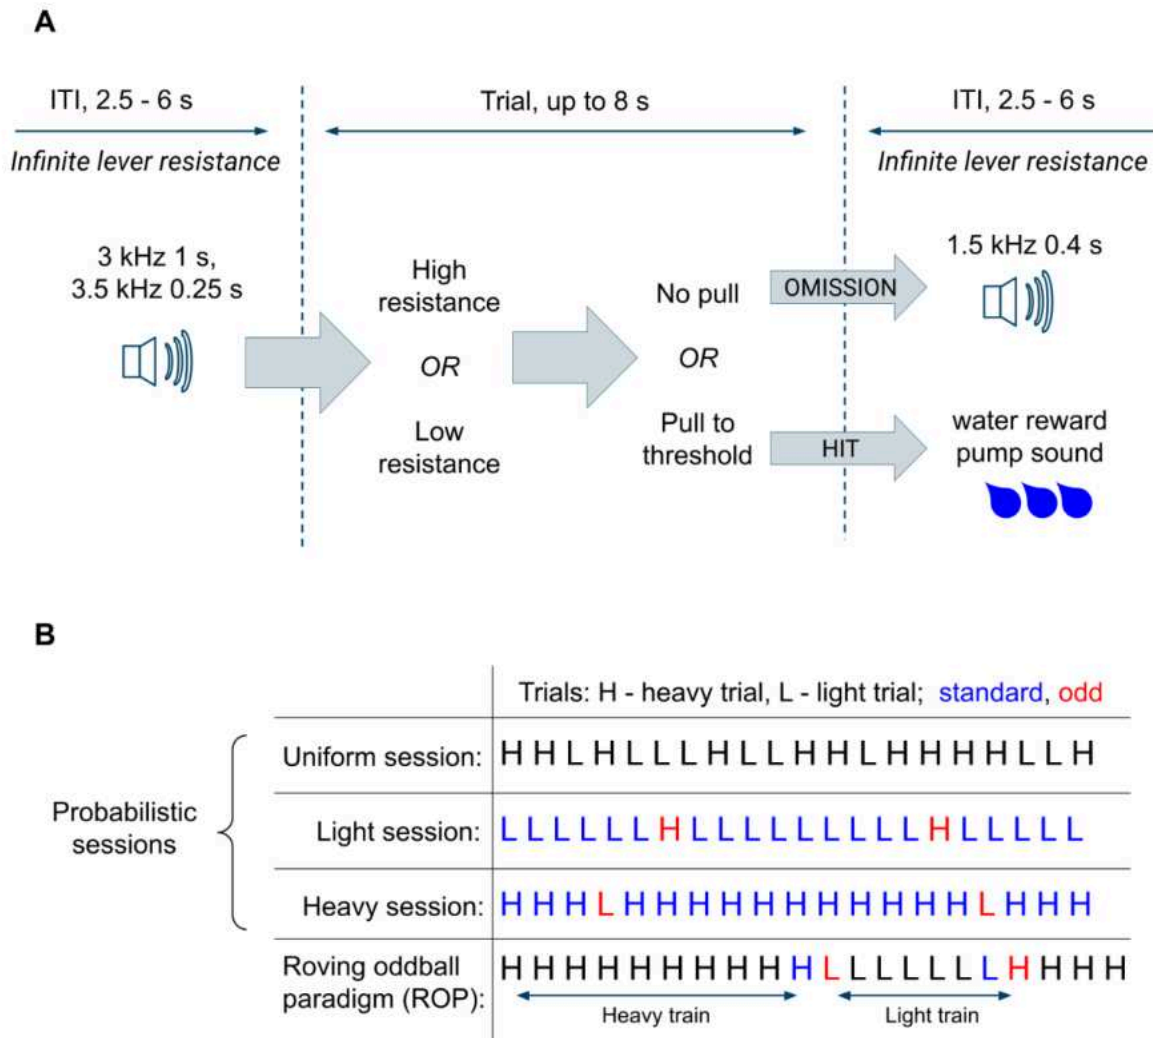 A
ITI, 2.5 - 6 s
Trial, up to 8 s
ITI, 2.5 - 6 s
Infinite lever resistance
Infinite lever resistance
3 kHz 1 s,
3.5 kHz 0.25 s
High
resistance
OR
Low
resistance
No pull
OR
Pull to
threshold
OMISSION
HIT
1.5 kHz 0.4 s
water reward
pump sound
B
Trials: H - heavy trial, L - light trial; standard, odd
Probabilistic
sessions
Uniform session: H H L H L L L H L L H H L H H H H L L H
Light session: L L L L L L H L L L L L L L L L H L L L L L
Heavy session: H H H L H H H H H H H H H H H L H H H
Roving oddball
paradigm (ROP): H H H H H H H H H H L L L L L L L H H H H
Heavy train
Light train